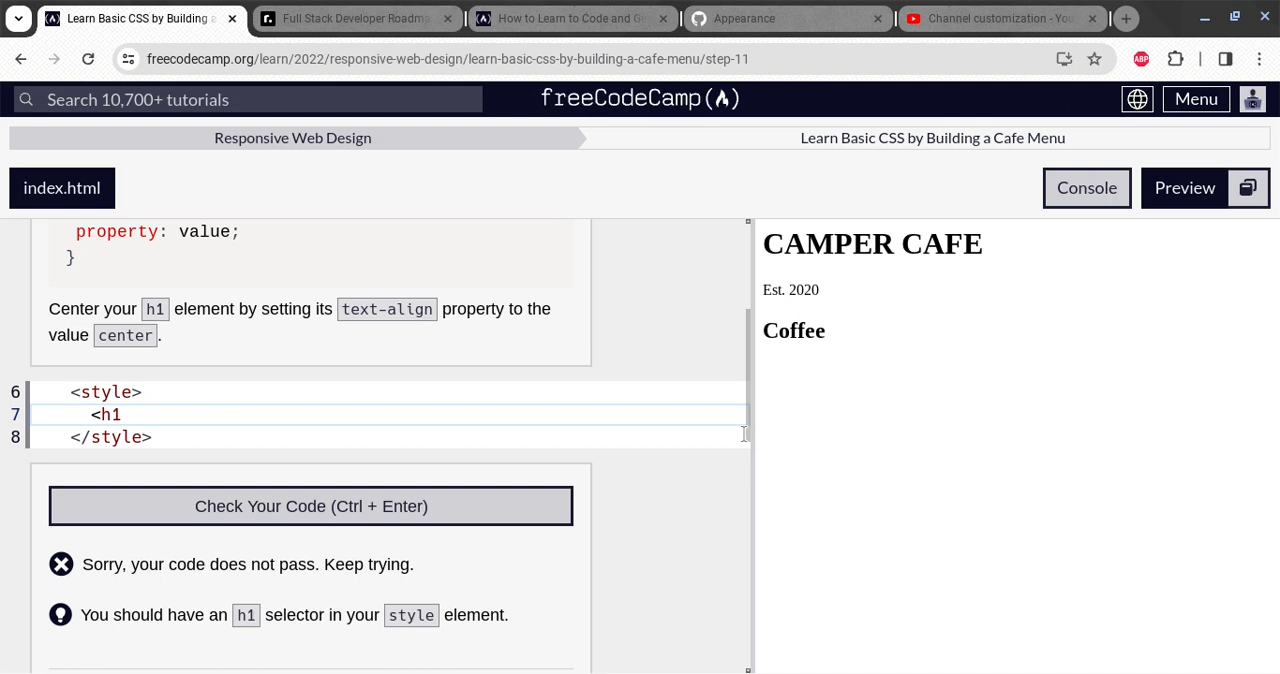 Learn Basic CSS by Building a
Full Stack Developer Roadma
How to Learn to Code and Ge
Appearance
Channel customization - You
freecodecamp.org/learn/2022/responsive-web-design/learn-basic-css-by-building-a-cafe-menu/step-11
ABP
Search 10,700+ tutorials
freeCodeCamp
Menu
Responsive Web Design
Learn Basic CSS by Building a Cafe Menu
index.html
Console
Preview
property: value;
}
Center your h1 element by setting its text-align property to the
value center.
6 <style>
7 <h1
8 </style>
Check Your Code (Ctrl + Enter)
Sorry, your code does not pass. Keep trying.
You should have an h1 selector in your style element.
CAMPER CAFE
Est. 2020
Coffee